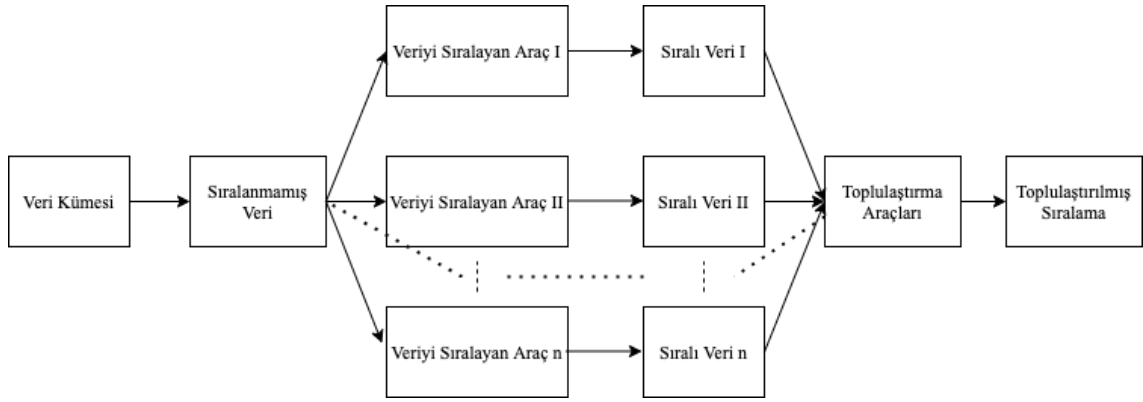 Veri Kümesi
Sıralanmamış
Veri
Veriyi Sıralayan Araç I
Sıralı Veri I
Veriyi Sıralayan Araç II
Sıralı Veri II
Veriyi Sıralayan Araç n
Sıralı Veri n
Toplulaştırma
Araçları
Toplulaştırılmış
Sıralama